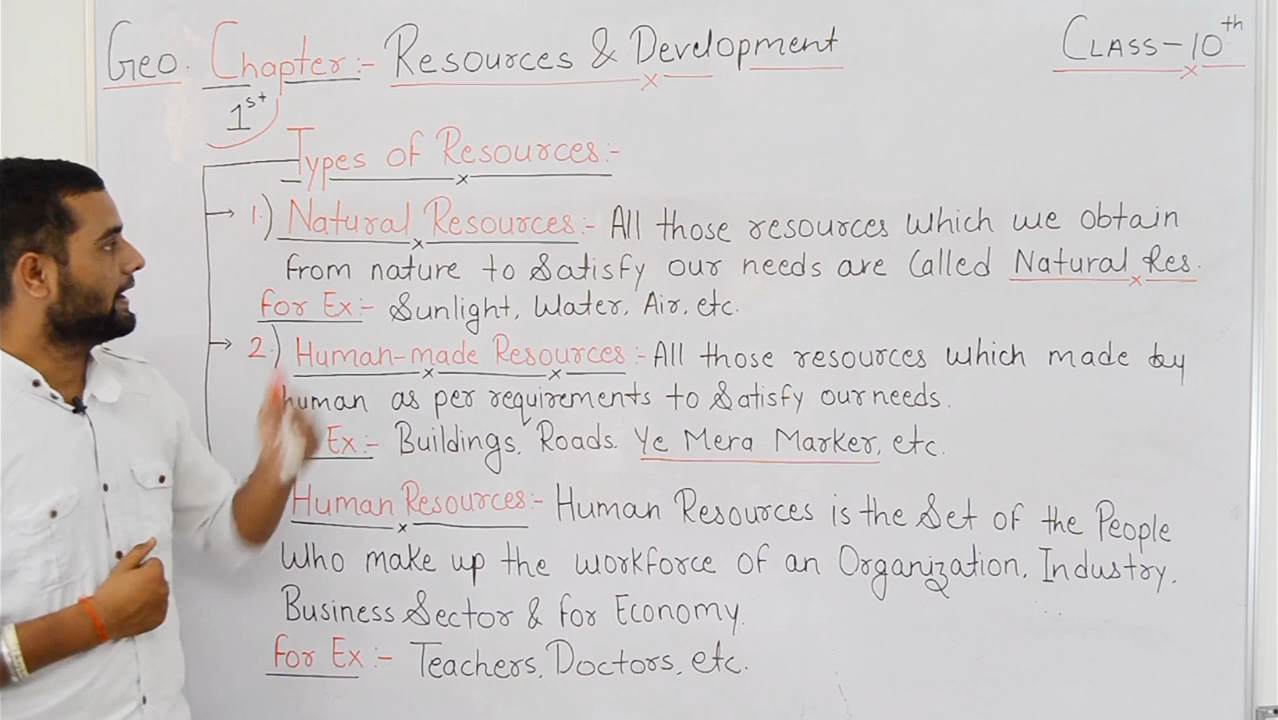 Geo. Chapter:- Resources & Development
Class-10th
1st
Types of Resources:-
1.) Natural Resources:- All those resources which we obtain
from nature to Satisfy our needs are Called Natural Res.
for Ex:- Sunlight, Water, Air, etc.
2.) Human-made Resources:- All those resources which made by
human as per requirements to Satisfy our needs.
Ex:- Buildings, Roads. Ye Mera Marker, etc.
Human Resources:- Human Resources is the Set of the People
Who make up the workforce of an Organization, Industry,
Business Sector & for Economy.
for Ex:- Teachers, Doctors, etc.